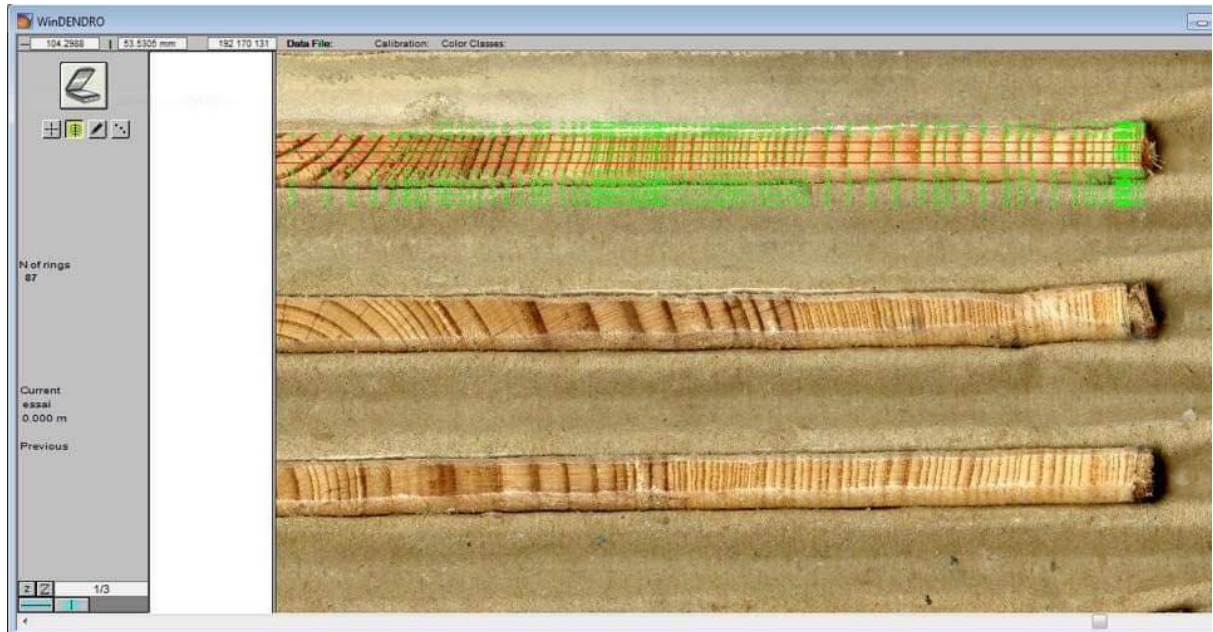 WinDENDRO
104.2988 53.5305 mm 192 170 131 Data File: Calibration: Color Classes:
N of rings
87
Current
essai
0.000 m
Previous
z Z 1/3